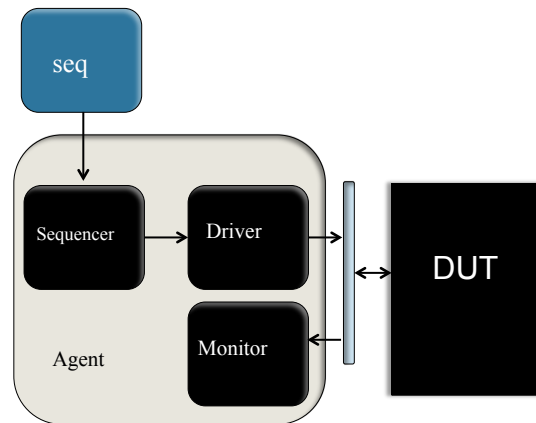 seq
Sequencer
Driver
DUT
Monitor
Agent